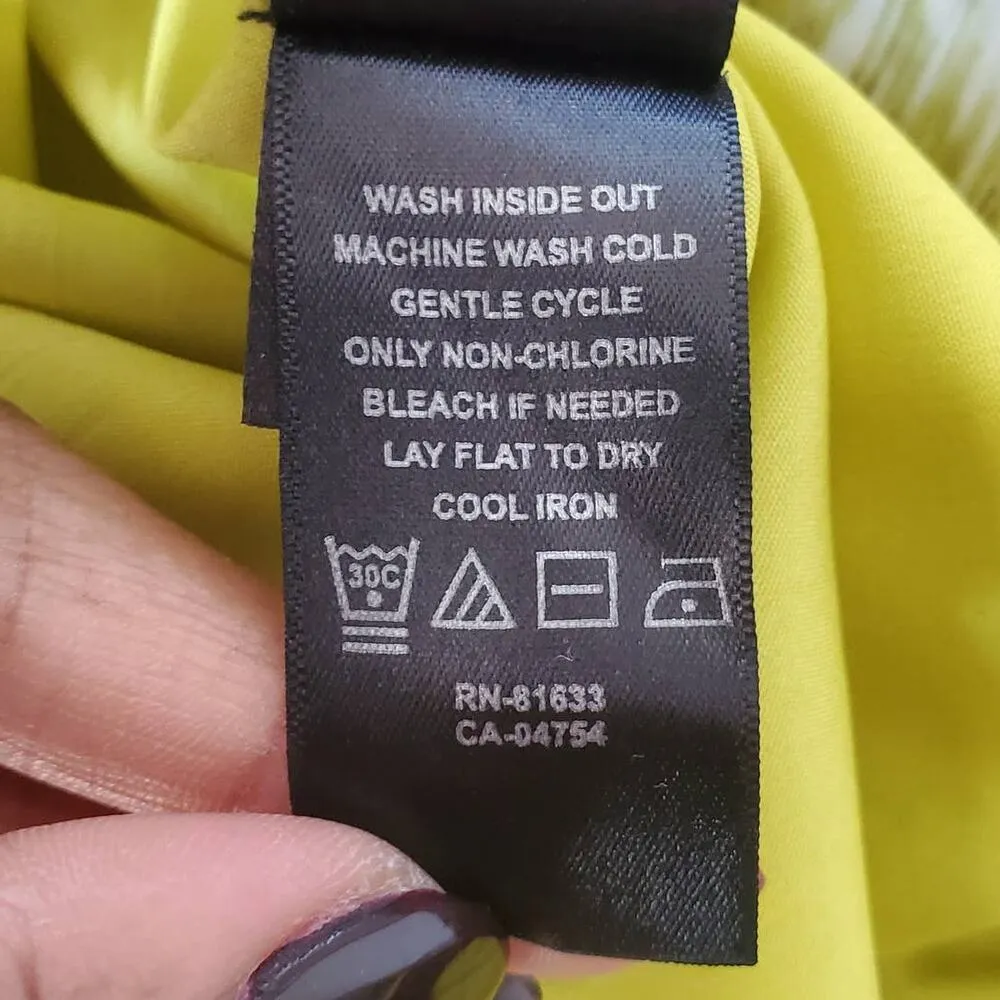 WASH INSIDE OUT
MACHINE WASH COLD
GENTLE CYCLE
ONLY NON-CHLORINE
BLEACH IF NEEDED
LAY FLAT TO DRY
COOL IRON
30C
RN-81633
CA-04754